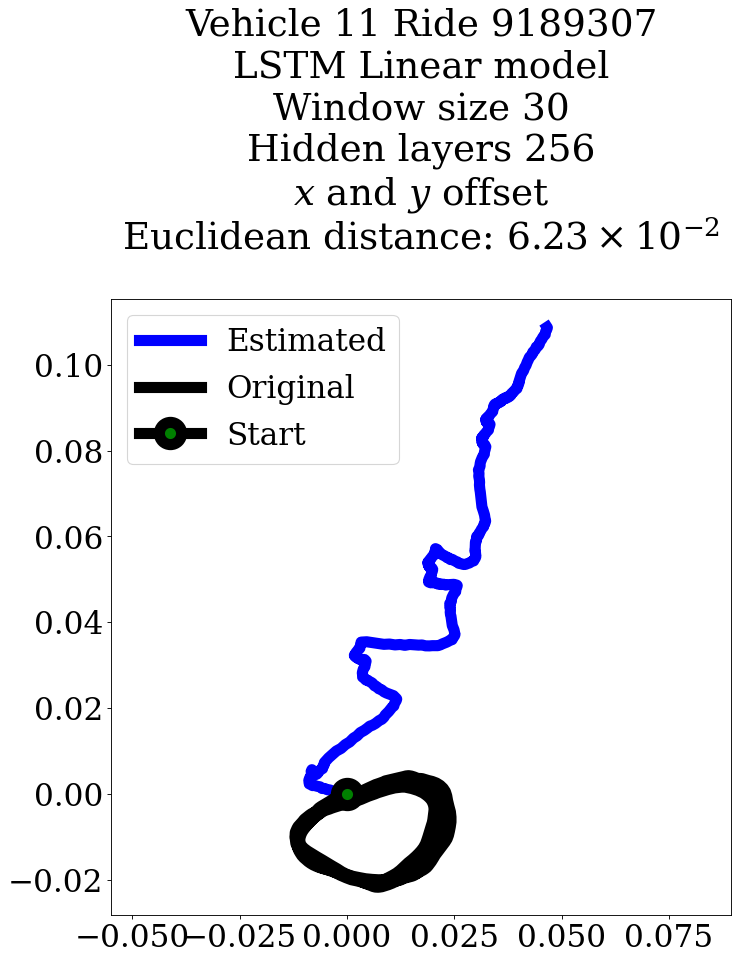 Vehicle 11 Ride 9189307
LSTM Linear model
Window size 30
Hidden layers 256
x and y offset
Euclidean distance: 6.23 × 10⁻²
Estimated
Original
Start
0.10
0.08
0.06
0.04
0.02
0.00
−0.02
−0.050 −0.025 0.000 0.025 0.050 0.075